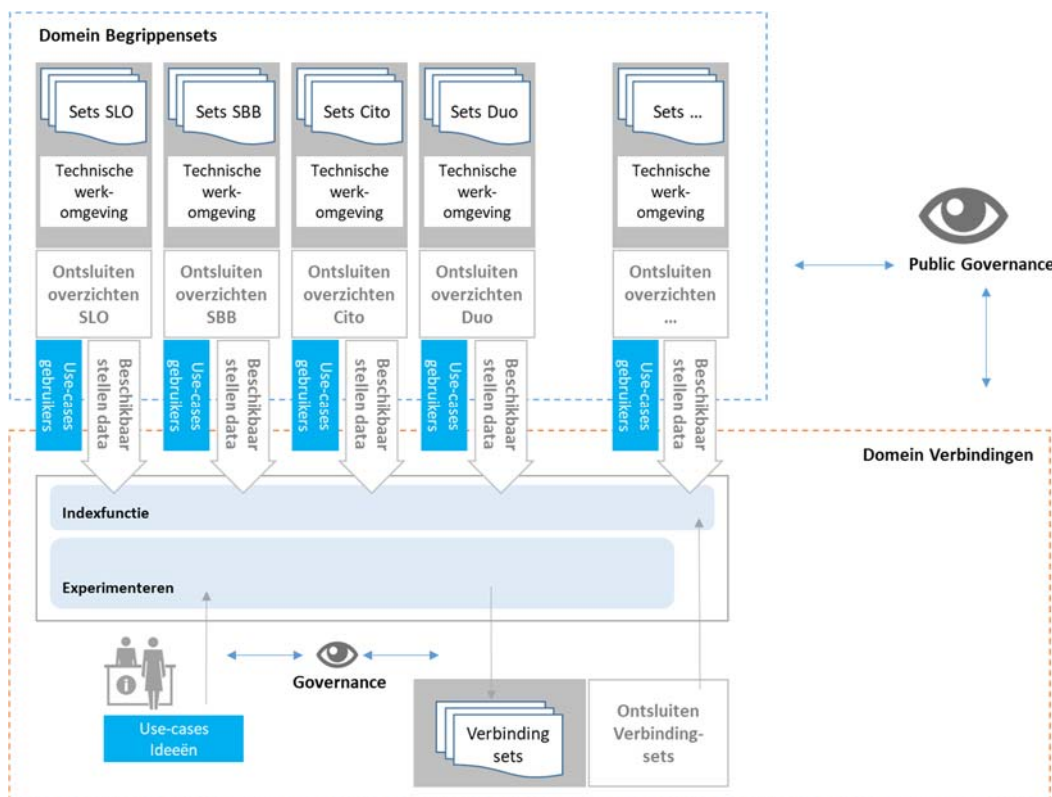 Domein Begrippensets
Sets SLO
Sets SBB
Sets Cito
Sets Duo
Sets ...
Technische
werk-
omgeving
Technische
werk-
omgeving
Technische
werk-
omgeving
Technische
werk-
omgeving
Technische
werk-
omgeving
Public Governance
Ontsluiten
overzichten
SLO
Ontsluiten
overzichten
SBB
Ontsluiten
overzichten
Cito
Ontsluiten
overzichten
Duo
Ontsluiten
overzichten
...
Use-cases
gebruikers
Beschikbaar
stellen data
Use-cases
gebruikers
Beschikbaar
stellen data
Use-cases
gebruikers
Beschikbaar
stellen data
Use-cases
gebruikers
Beschikbaar
stellen data
Use-cases
gebruikers
Beschikbaar
stellen data
Domein Verbindingen
Indexfunctie
Experimenteren
Governance
Use-cases
Ideeën
Verbinding
sets
Ontsluiten
Verbinding-
sets